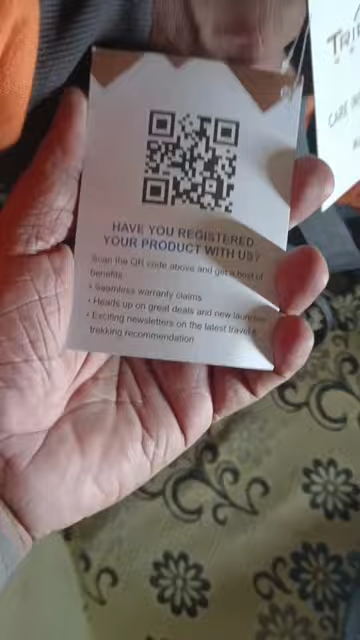 HAVE YOU REGISTERED
YOUR PRODUCT WITH US?
Scan the QR code above and get a host of
benefits:
• Seamless warranty claims
• Heads up on great deals and new launches
• Exciting newsletters on the latest travel &
trekking recommendation
CARE